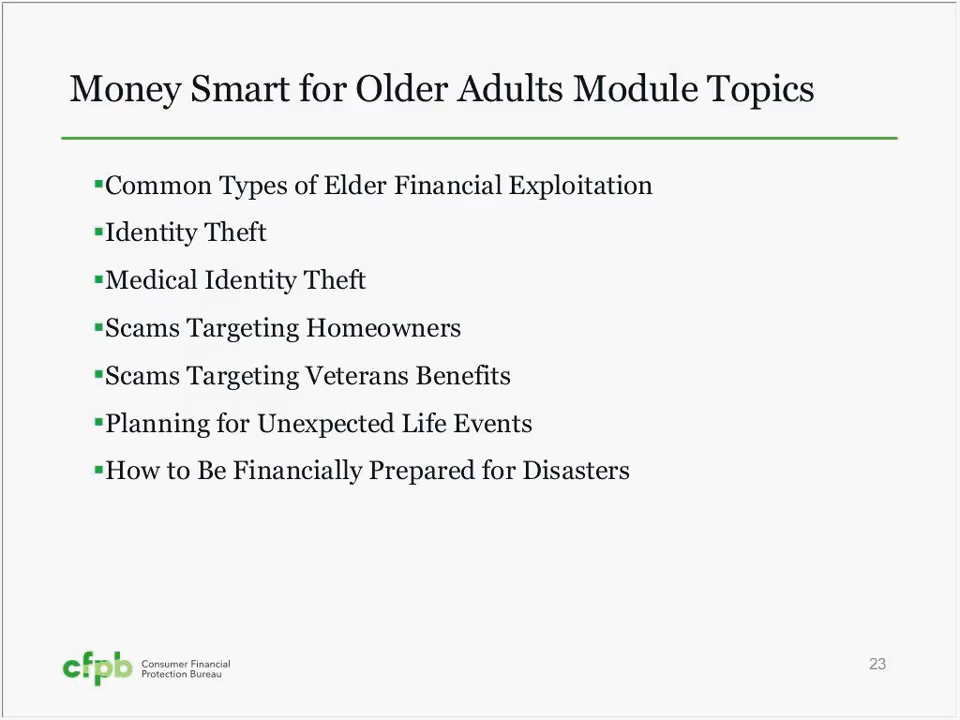 Money Smart for Older Adults Module Topics
▪Common Types of Elder Financial Exploitation
▪Identity Theft
▪Medical Identity Theft
▪Scams Targeting Homeowners
▪Scams Targeting Veterans Benefits
▪Planning for Unexpected Life Events
▪How to Be Financially Prepared for Disasters
cfpb
Consumer Financial
Protection Bureau
23